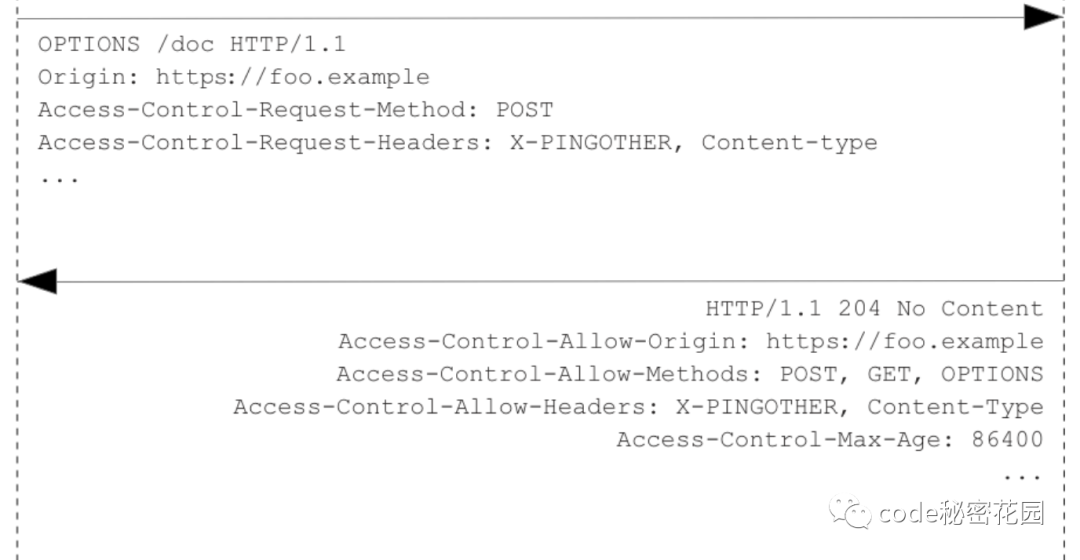 OPTIONS /doc HTTP/1.1
Origin: https://foo.example
Access-Control-Request-Method: POST
Access-Control-Request-Headers: X-PINGOTHER, Content-type
...
HTTP/1.1 204 No Content
Access-Control-Allow-Origin: https://foo.example
Access-Control-Allow-Methods: POST, GET, OPTIONS
Access-Control-Allow-Headers: X-PINGOTHER, Content-Type
Access-Control-Max-Age: 86400
...
code秘密花园